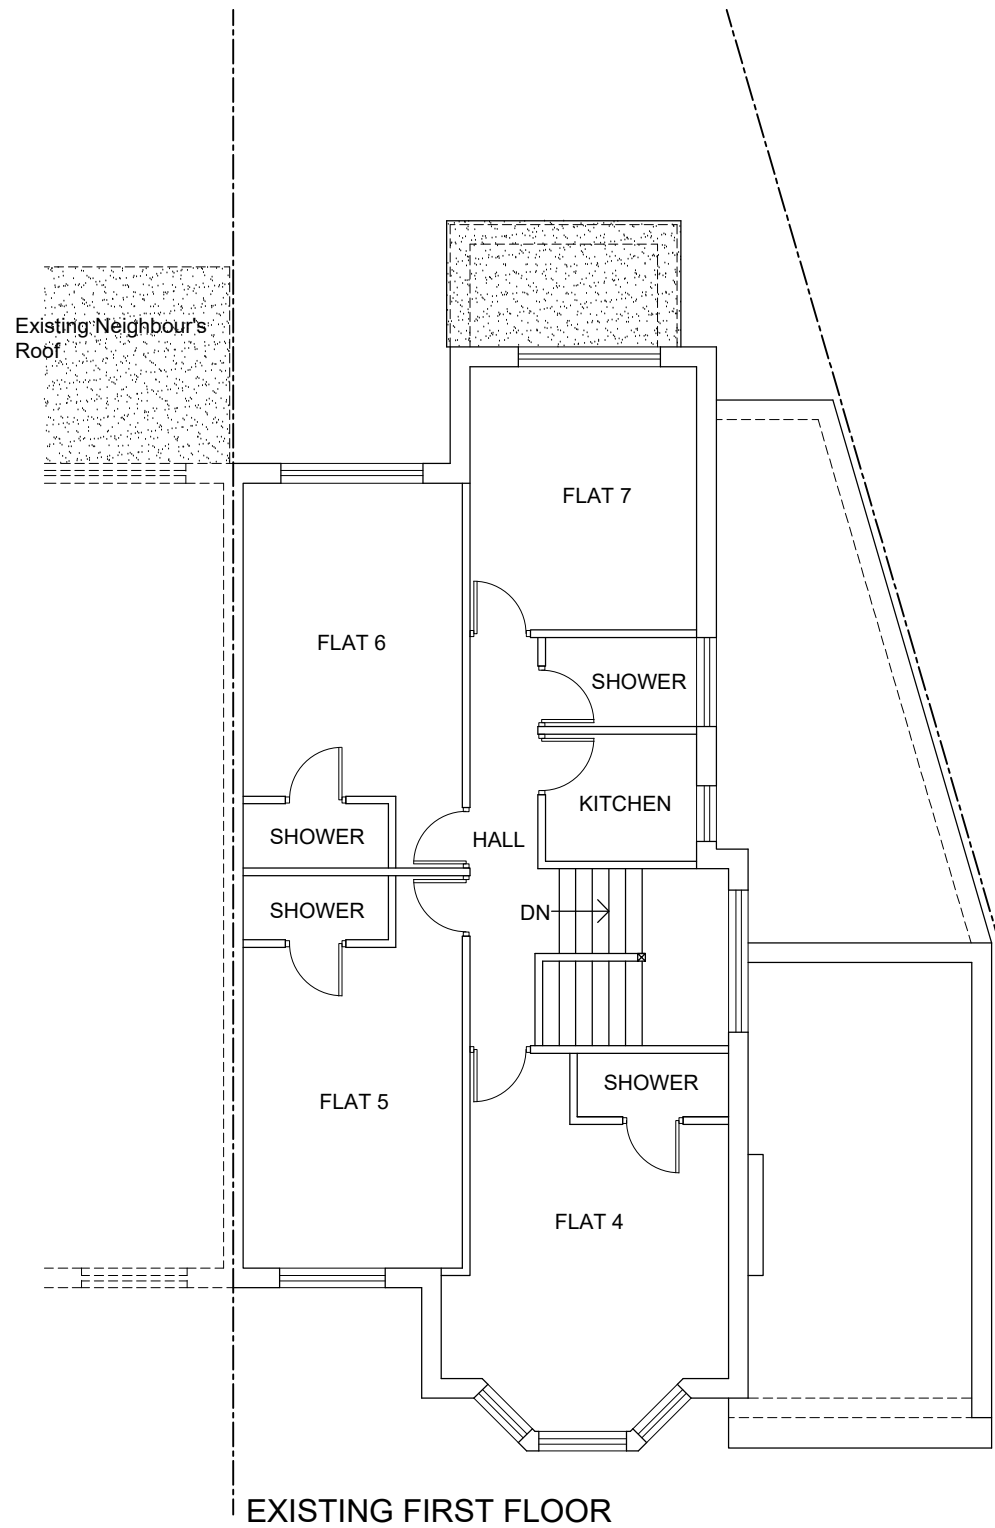 Existing Neighbour's
Roof
FLAT 7
FLAT 6
SHOWER
KITCHEN
SHOWER
HALL
SHOWER
DN
SHOWER
FLAT 5
FLAT 4
EXISTING FIRST FLOOR